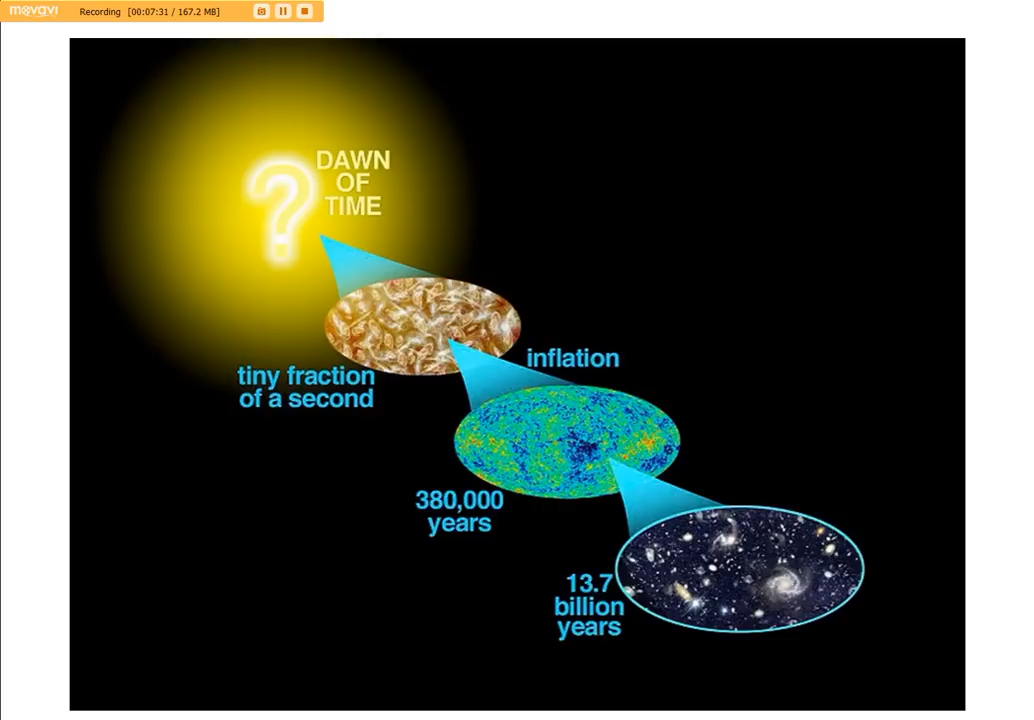 movavi Recording [00:07:31 / 167.2 MB]
?
DAWN
OF
TIME
tiny fraction
of a second
inflation
380,000
years
13.7
billion
years